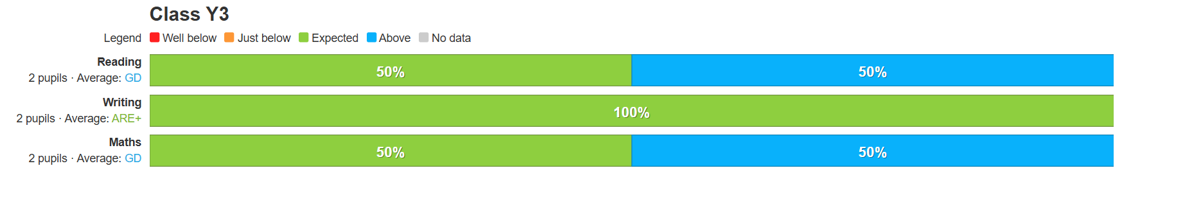 Class Y3
Legend Well below Just below Expected Above No data
Reading
2 pupils · Average: GD
50% 50%
Writing
2 pupils · Average: ARE+
100%
Maths
2 pupils · Average: GD
50% 50%